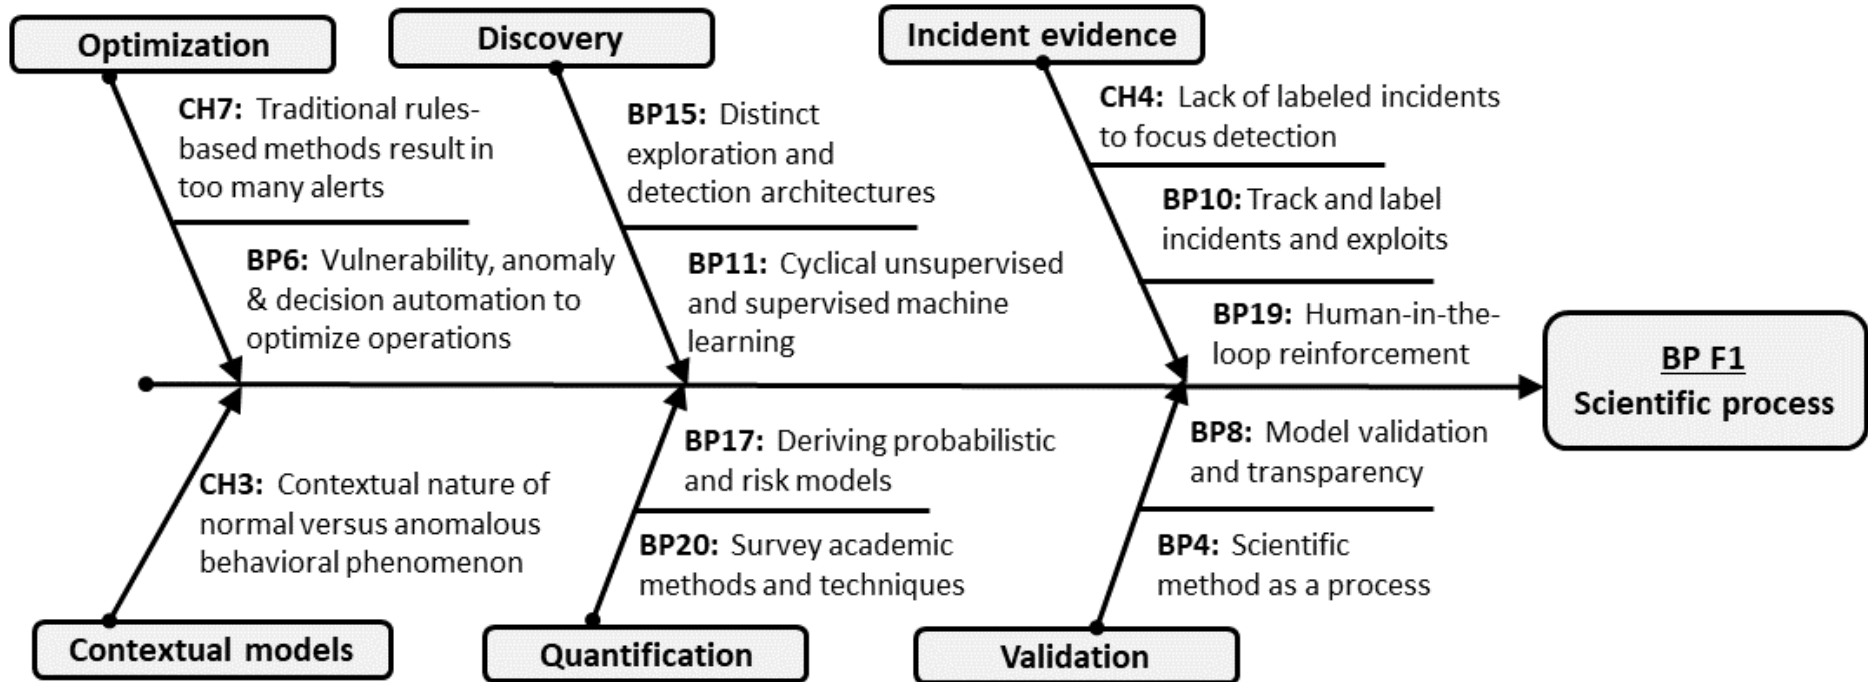 Optimization
CH7: Traditional rules-
based methods result in
too many alerts
BP6: Vulnerability, anomaly
& decision automation to
optimize operations
Discovery
BP15: Distinct
exploration and
detection architectures
BP11: Cyclical unsupervised
and supervised machine
learning
Incident evidence
CH4: Lack of labeled incidents
to focus detection
BP10: Track and label
incidents and exploits
BP19: Human-in-the-
loop reinforcement
BP F1
Scientific process
CH3: Contextual nature of
normal versus anomalous
behavioral phenomenon
Contextual models
BP17: Deriving probabilistic
and risk models
BP20: Survey academic
methods and techniques
Quantification
BP8: Model validation
and transparency
BP4: Scientific
method as a process
Validation